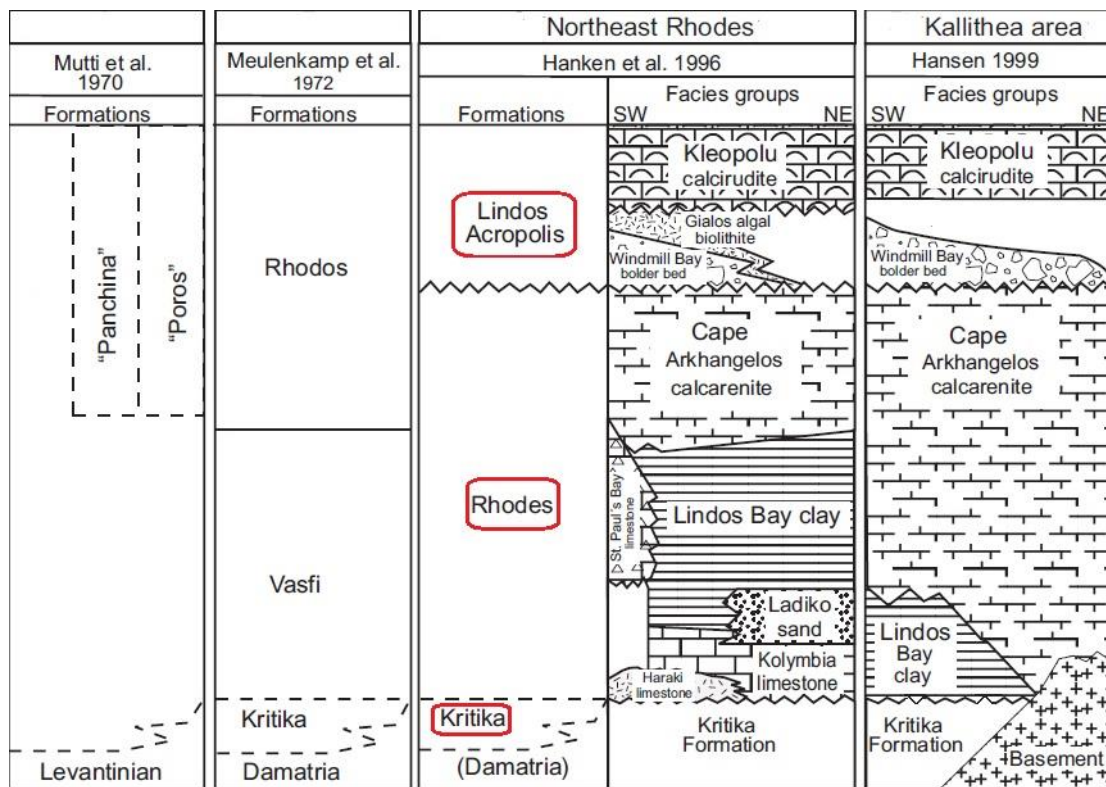 Northeast Rhodes
Kallithea area
Mutti et al.
1970
Meulenkamp et al.
1972
Hanken et al. 1996
Hansen 1999
Formations
Formations
Formations
Facies groups
SW NE
Facies groups
SW NE
"Panchina"
"Poros"
Levantinian
Rhodos
Vasfi
Kritika
Damatria
Lindos
Acropolis
Rhodes
Kritika
(Damatria)
Kleopolu
calcirudite
Gialos algal
biolithite
Windmill Bay
bolder bed
Cape
Arkhangelos
calcarenite
St. Paul's Bay
limestone
Lindos Bay clay
Ladiko
sand
Kolymbia
limestone
Haraki
limestone
Kritika
Formation
Kleopolu
calcirudite
Windmill Bay
bolder bed
Cape
Arkhangelos
calcarenite
Lindos
Bay
clay
Kritika
Formation
Basement